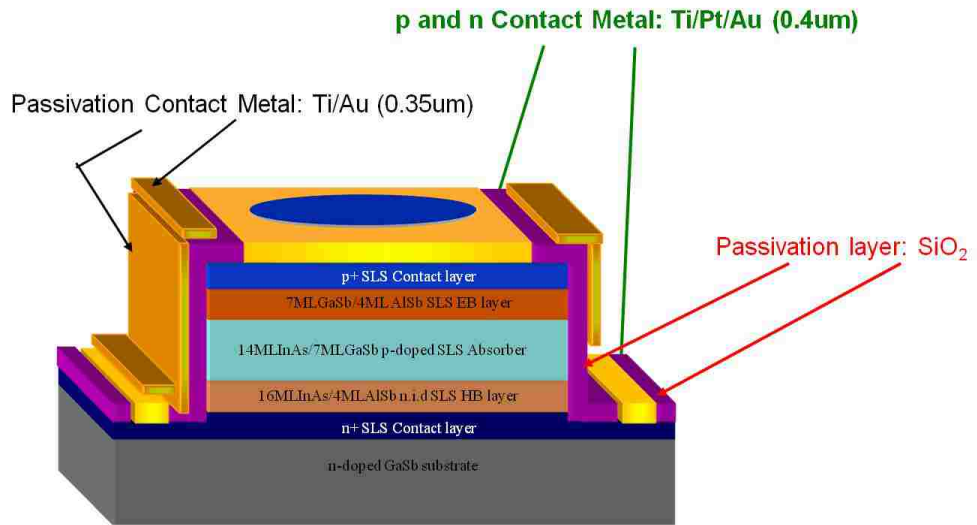 p and n Contact Metal: Ti/Pt/Au (0.4um)
Passivation Contact Metal: Ti/Au (0.35um)
Passivation layer: SiO₂
p+ SLS Contact layer
7MLGaSb/4MLAlSb SLS EB layer
14MLInAs/7MLGaSb p-doped SLS Absorber
16MLInAs/4MLAlSb n.i.d SLS HB layer
n+ SLS Contact layer
n-doped GaSb substrate